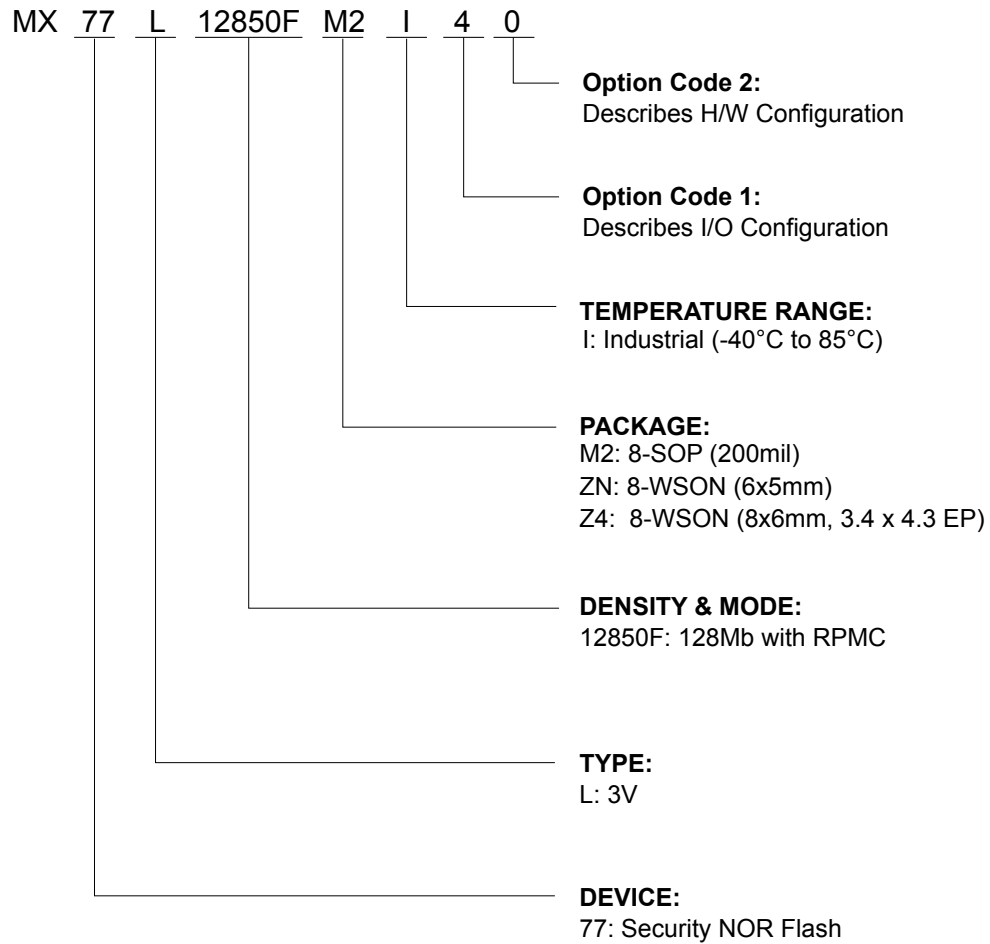 MX 77 L 12850F M2 I 4 0
Option Code 2:
Describes H/W Configuration
Option Code 1:
Describes I/O Configuration
TEMPERATURE RANGE:
I: Industrial (-40°C to 85°C)
PACKAGE:
M2: 8-SOP (200mil)
ZN: 8-WSON (6x5mm)
Z4: 8-WSON (8x6mm, 3.4 x 4.3 EP)
DENSITY & MODE:
12850F: 128Mb with RPMC
TYPE:
L: 3V
DEVICE:
77: Security NOR Flash